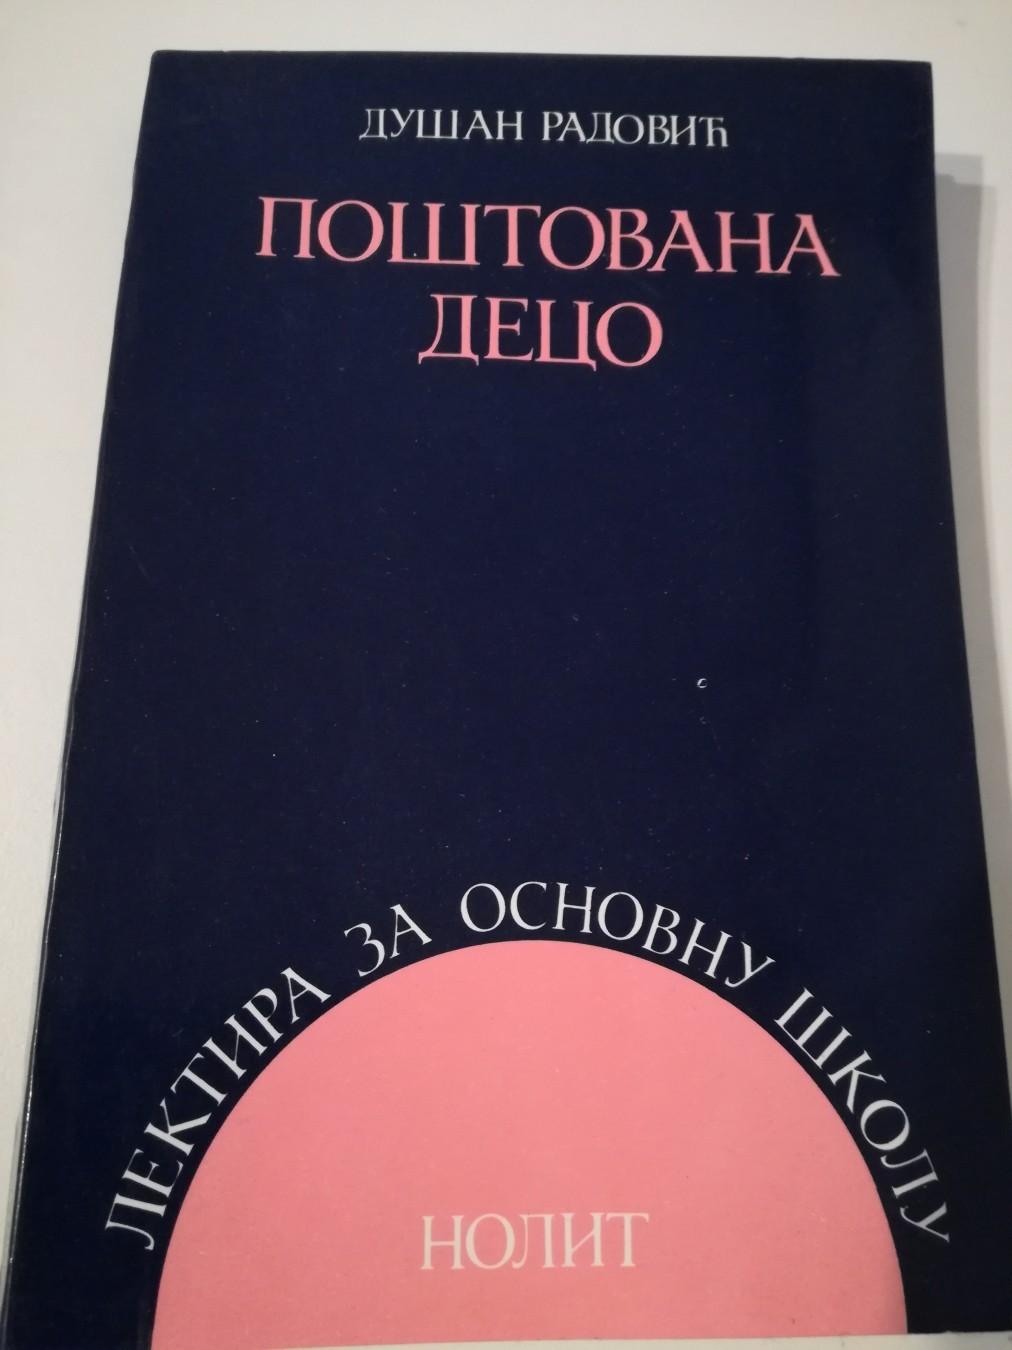 ДУШАН РАДОВИЋ
ПОШТОВАНА
ДЕЦО
ЛЕКТИРА ЗА ОСНОВНУ ШКОЛУ
НОЛИТ